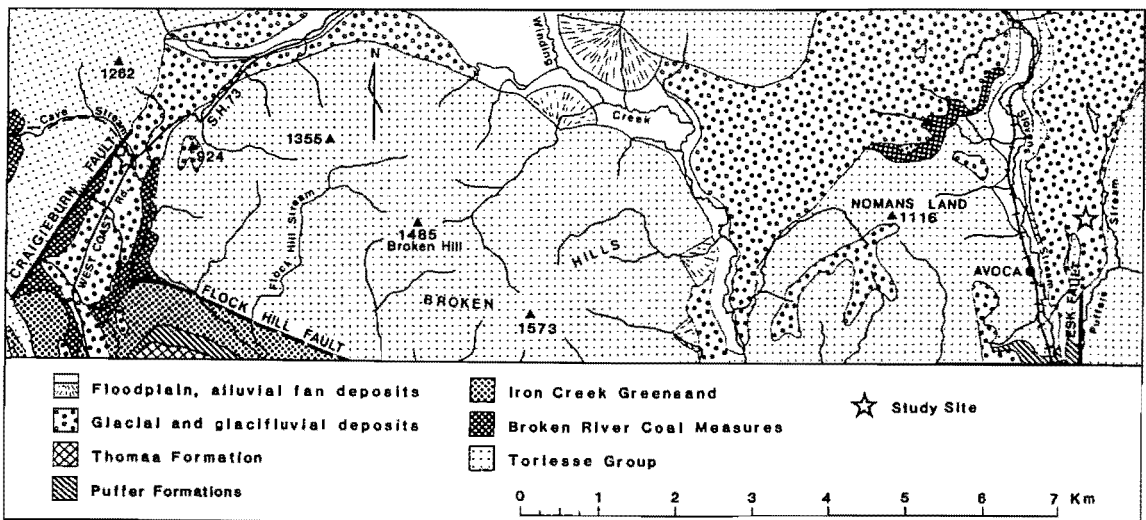 1262
Cave Stream
CRAIGIEBURN FAULT
WEST COAST Rd.
S.H.73
924
N
1355
Winding
Creek
Flock Hill Stream
1485
Broken Hill
BROKEN HILLS
1573
FLOCK HILL FAULT
NOMANS LAND
1116
AVOCA
Slovens
Stream
ESK FAULT
Puffers Stream
Floodplain, alluvial fan deposits
Glacial and glacifluvial deposits
Thomas Formation
Puffer Formations
Iron Creek Greensand
Broken River Coal Measures
Torlesse Group
Study Site
0 1 2 3 4 5 6 7 Km